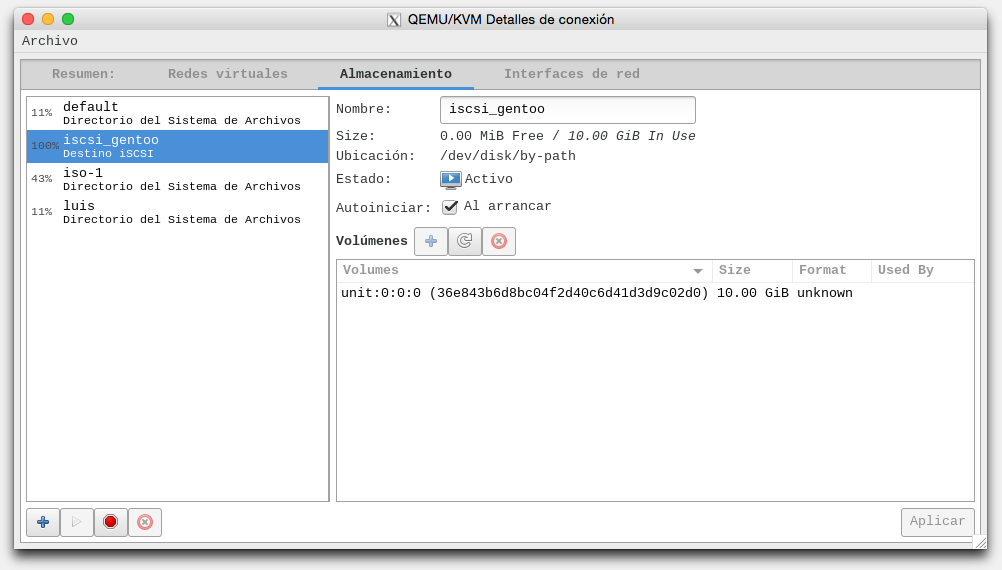 QEMU/KVM Detalles de conexión
Archivo
Resumen: Redes virtuales Almacenamiento Interfaces de red
11% default
Directorio del Sistema de Archivos
100% iscsi_gentoo
Destino iSCSI
43% iso-1
Directorio del Sistema de Archivos
11% luis
Directorio del Sistema de Archivos
Nombre: iscsi_gentoo
Size: 0.00 MiB Free / 10.00 GiB In Use
Ubicación: /dev/disk/by-path
Estado: Activo
Autoiniciar: Al arrancar
Volúmenes
Volumes Size Format Used By
unit:0:0:0 (36e843b6d8bc04f2d40c6d41d3d9c02d0) 10.00 GiB unknown
Aplicar